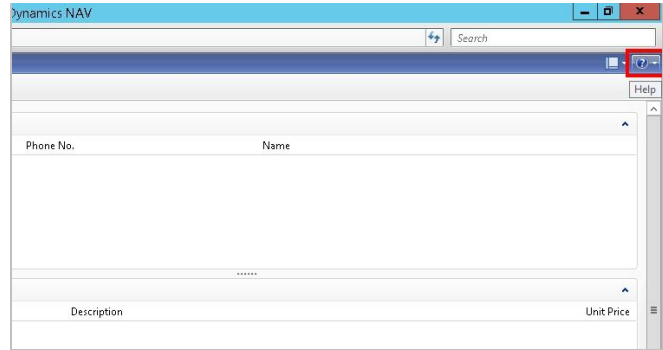 Dynamics NAV
Search
Help
Phone No. Name
Description Unit Price